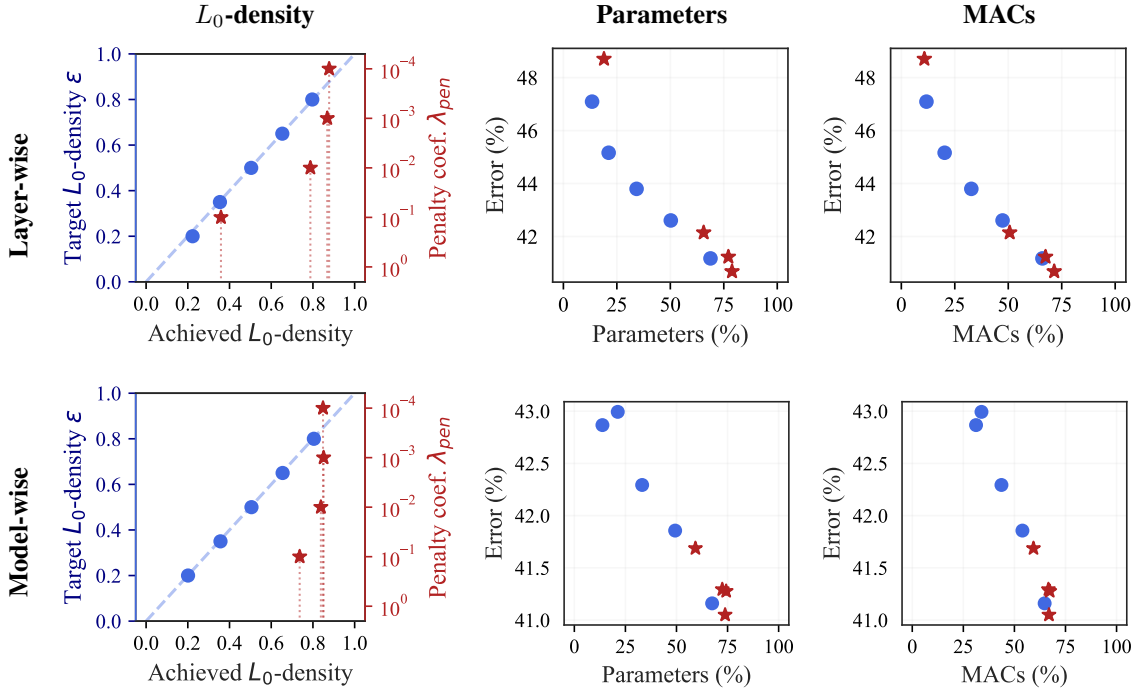 L₀-density
Parameters
MACs
Layer-wise
Target L₀-density ε
1.0
0.8
0.6
0.4
0.2
0.0
0.0 0.2 0.4 0.6 0.8 1.0
Achieved L₀-density
10⁻⁴
10⁻³
10⁻²
10⁻¹
10⁰
Penalty coef. λpen
Error (%)
48
46
44
42
0 25 50 75 100
Parameters (%)
Error (%)
48
46
44
42
0 25 50 75 100
MACs (%)
Model-wise
Target L₀-density ε
1.0
0.8
0.6
0.4
0.2
0.0
0.0 0.2 0.4 0.6 0.8 1.0
Achieved L₀-density
10⁻⁴
10⁻³
10⁻²
10⁻¹
10⁰
Penalty coef. λpen
Error (%)
43.0
42.5
42.0
41.5
41.0
0 25 50 75 100
Parameters (%)
Error (%)
43.0
42.5
42.0
41.5
41.0
0 25 50 75 100
MACs (%)